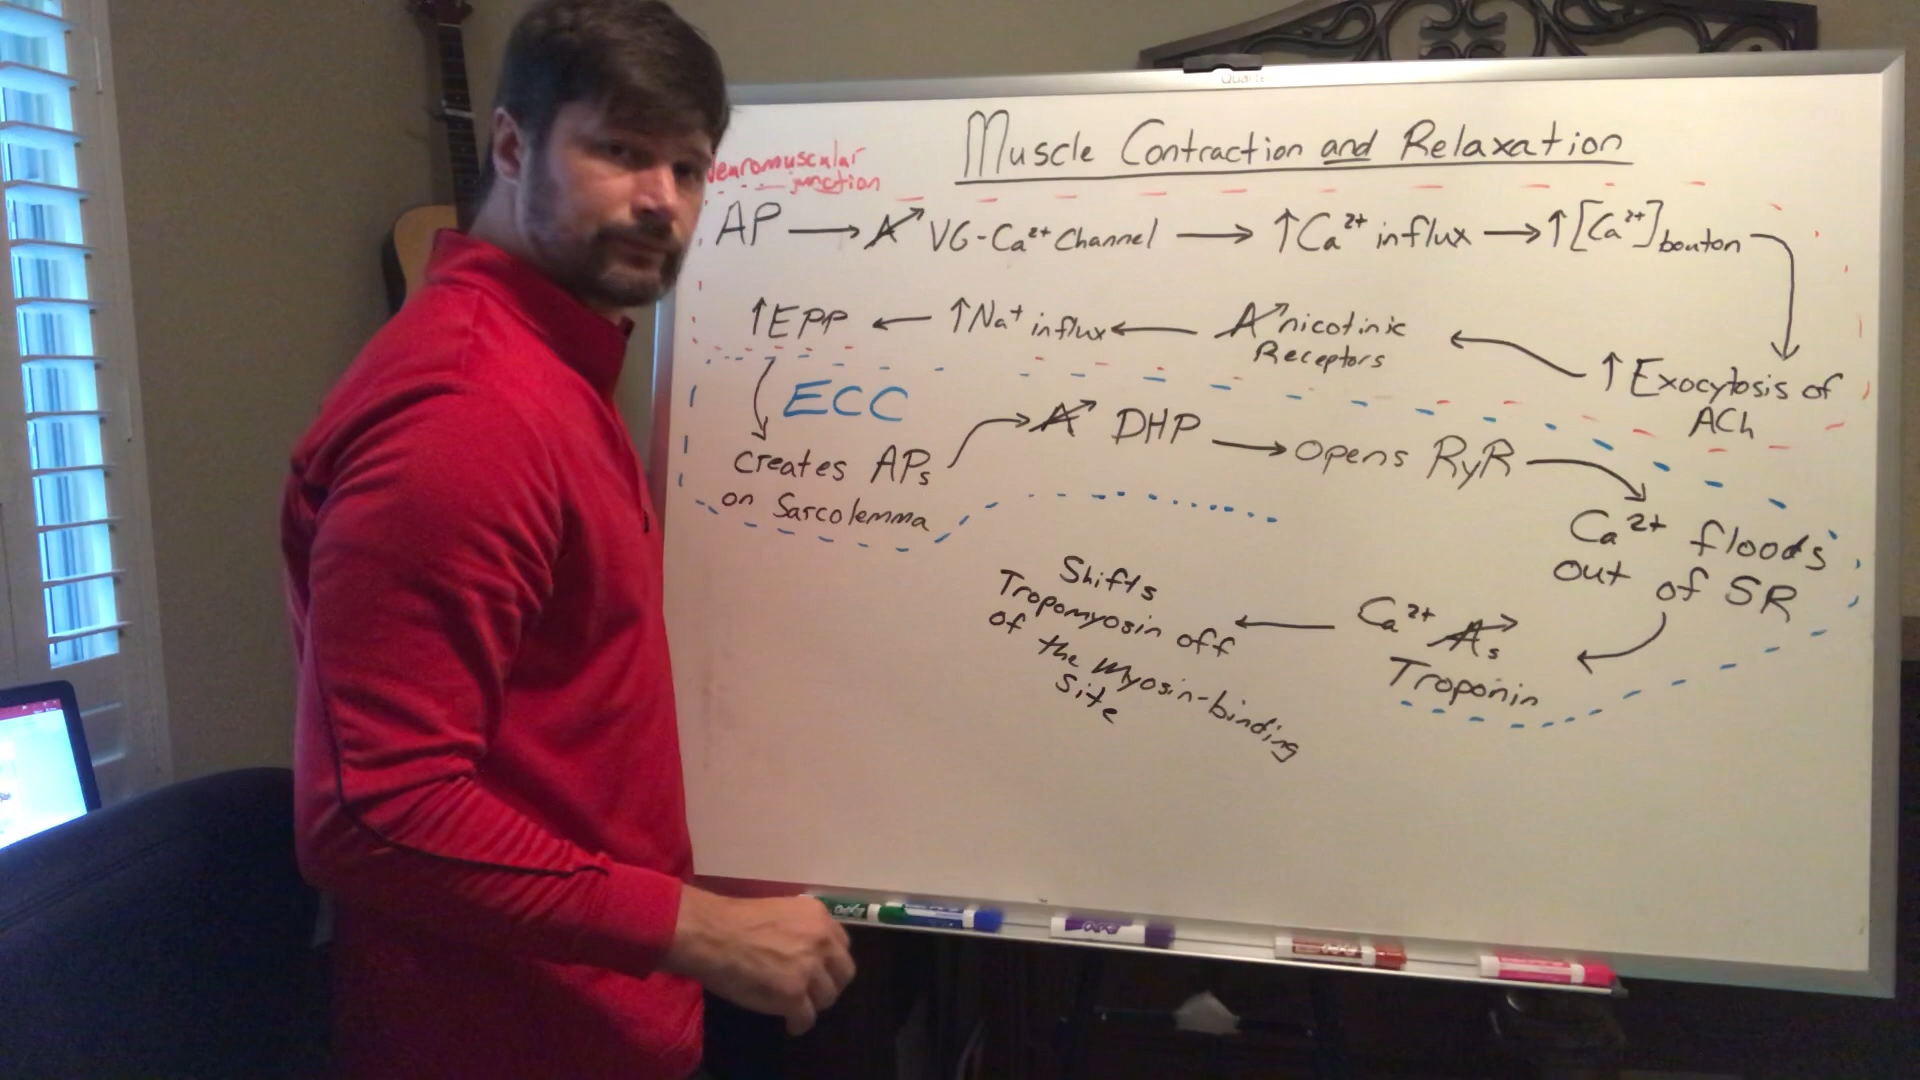 Muscle Contraction and Relaxation
Neuromuscular
junction
AP → A↗ VG-Ca²⁺ Channel → ↑Ca²⁺ influx → ↑[Ca²⁺]bouton
↑ Exocytosis of
ACh
A↗ nicotinic
Receptors
↑Na⁺ influx
↑EPP
ECC
Creates APs
on Sarcolemma
A↗ DHP → Opens RyR
Ca²⁺ floods
out of SR
Ca²⁺ A↗s
Troponin
Shifts
Tropomyosin off
of the Myosin-binding
Site